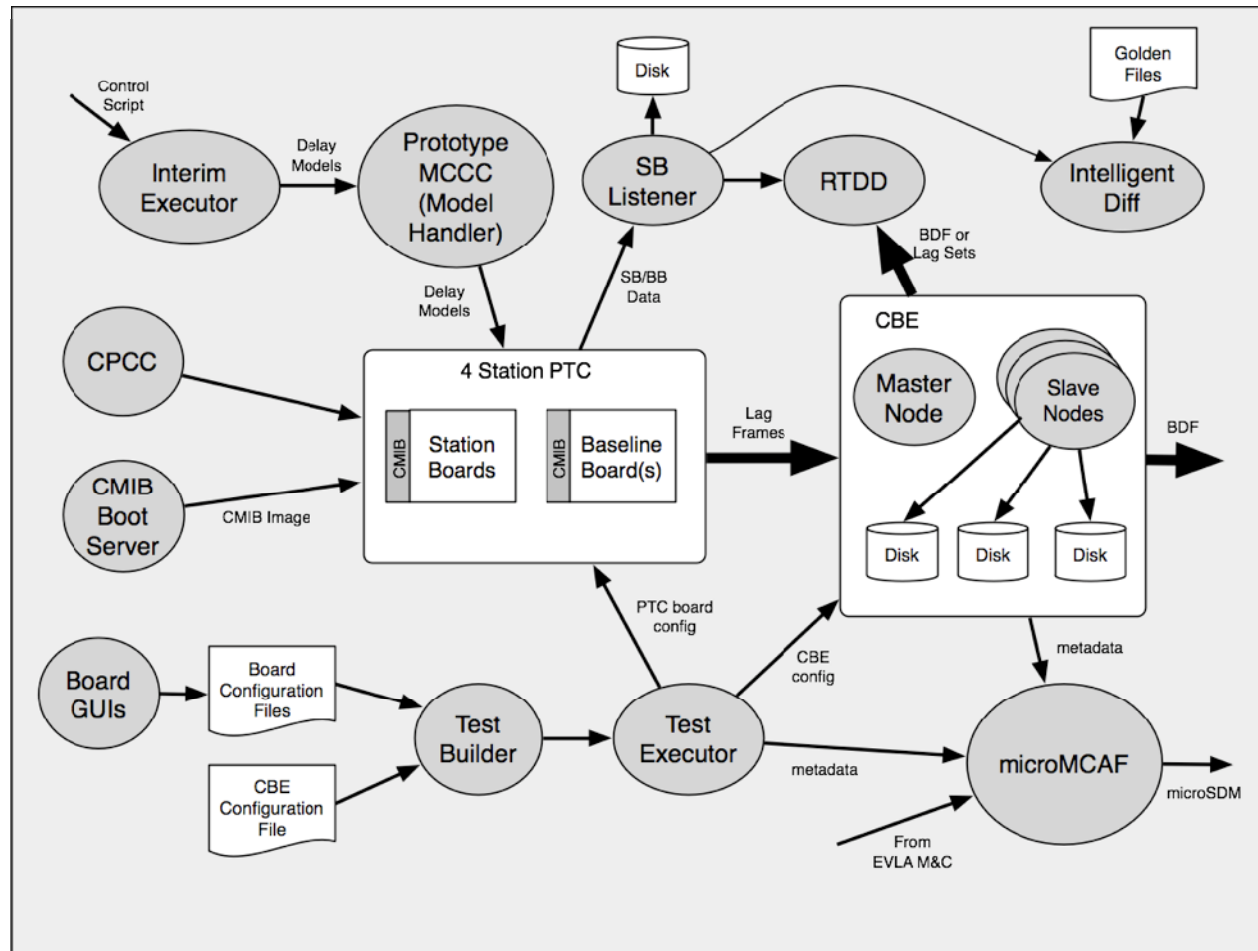 Control
Script
Interim
Executor
Delay
Models
Prototype
MCCC
(Model
Handler)
Disk
SB
Listener
RTDD
Golden
Files
Intelligent
Diff
BDF or
Lag Sets
Delay
Models
SB/BB
Data
CPCC
CMIB
Boot
Server
CMIB Image
4 Station PTC
CMIB
Station
Boards
CMIB
Baseline
Board(s)
Lag
Frames
CBE
Master
Node
Slave
Nodes
Disk
Disk
Disk
BDF
PTC board
config
CBE
config
metadata
Board
GUIs
Board
Configuration
Files
CBE
Configuration
File
Test
Builder
Test
Executor
metadata
microMCAF
microSDM
From
EVLA M&C